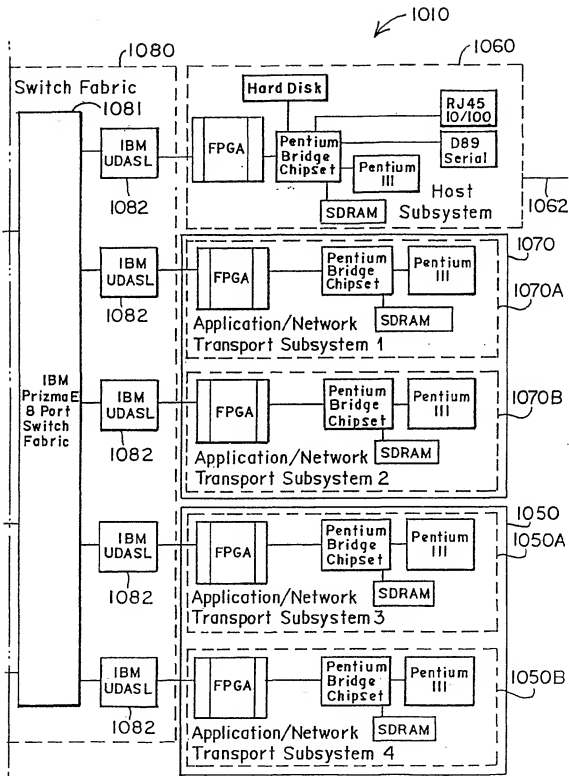 1010
1080
1060
Switch Fabric
1081
Hard Disk
RJ45
10/100
D89
Serial
IBM
UDASL
FPGA
Pentium
Bridge
Chipset
Pentium
III
Host
Subsystem
SDRAM
1082
1062
1070
IBM
UDASL
FPGA
Pentium
Bridge
Chipset
Pentium
III
1070A
SDRAM
1082
Application/Network
Transport Subsystem 1
IBM
PrizmaE
8 Port
Switch
Fabric
IBM
UDASL
FPGA
Pentium
Bridge
Chipset
Pentium
III
1070B
SDRAM
1082
Application/Network
Transport Subsystem 2
1050
IBM
UDASL
FPGA
Pentium
Bridge
Chipset
Pentium
III
1050A
SDRAM
1082
Application/Network
Transport Subsystem 3
IBM
UDASL
FPGA
Pentium
Bridge
Chipset
Pentium
III
1050B
SDRAM
1082
Application/Network
Transport Subsystem 4